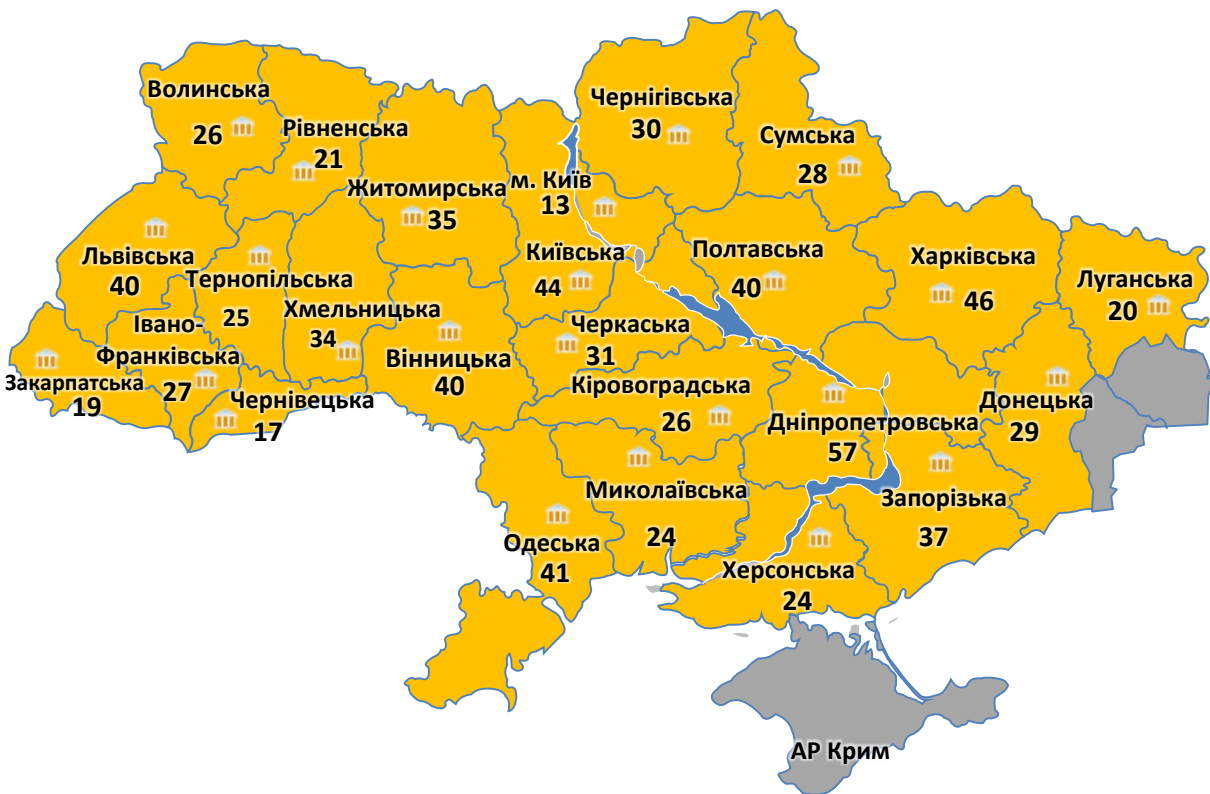 Волинська
26
Рівненська
21
Житомирська
35
м. Київ
13
Чернігівська
30
Сумська
28
Львівська
40
Тернопільська
25
Хмельницька
34
Київська
44
Полтавська
40
Харківська
46
Луганська
20
Закарпатська
19
Івано-
Франківська
27
Чернівецька
17
Вінницька
40
Черкаська
31
Кіровоградська
26
Дніпропетровська
57
Донецька
29
Одеська
41
Миколаївська
24
Запорізька
37
Херсонська
24
АР Крим